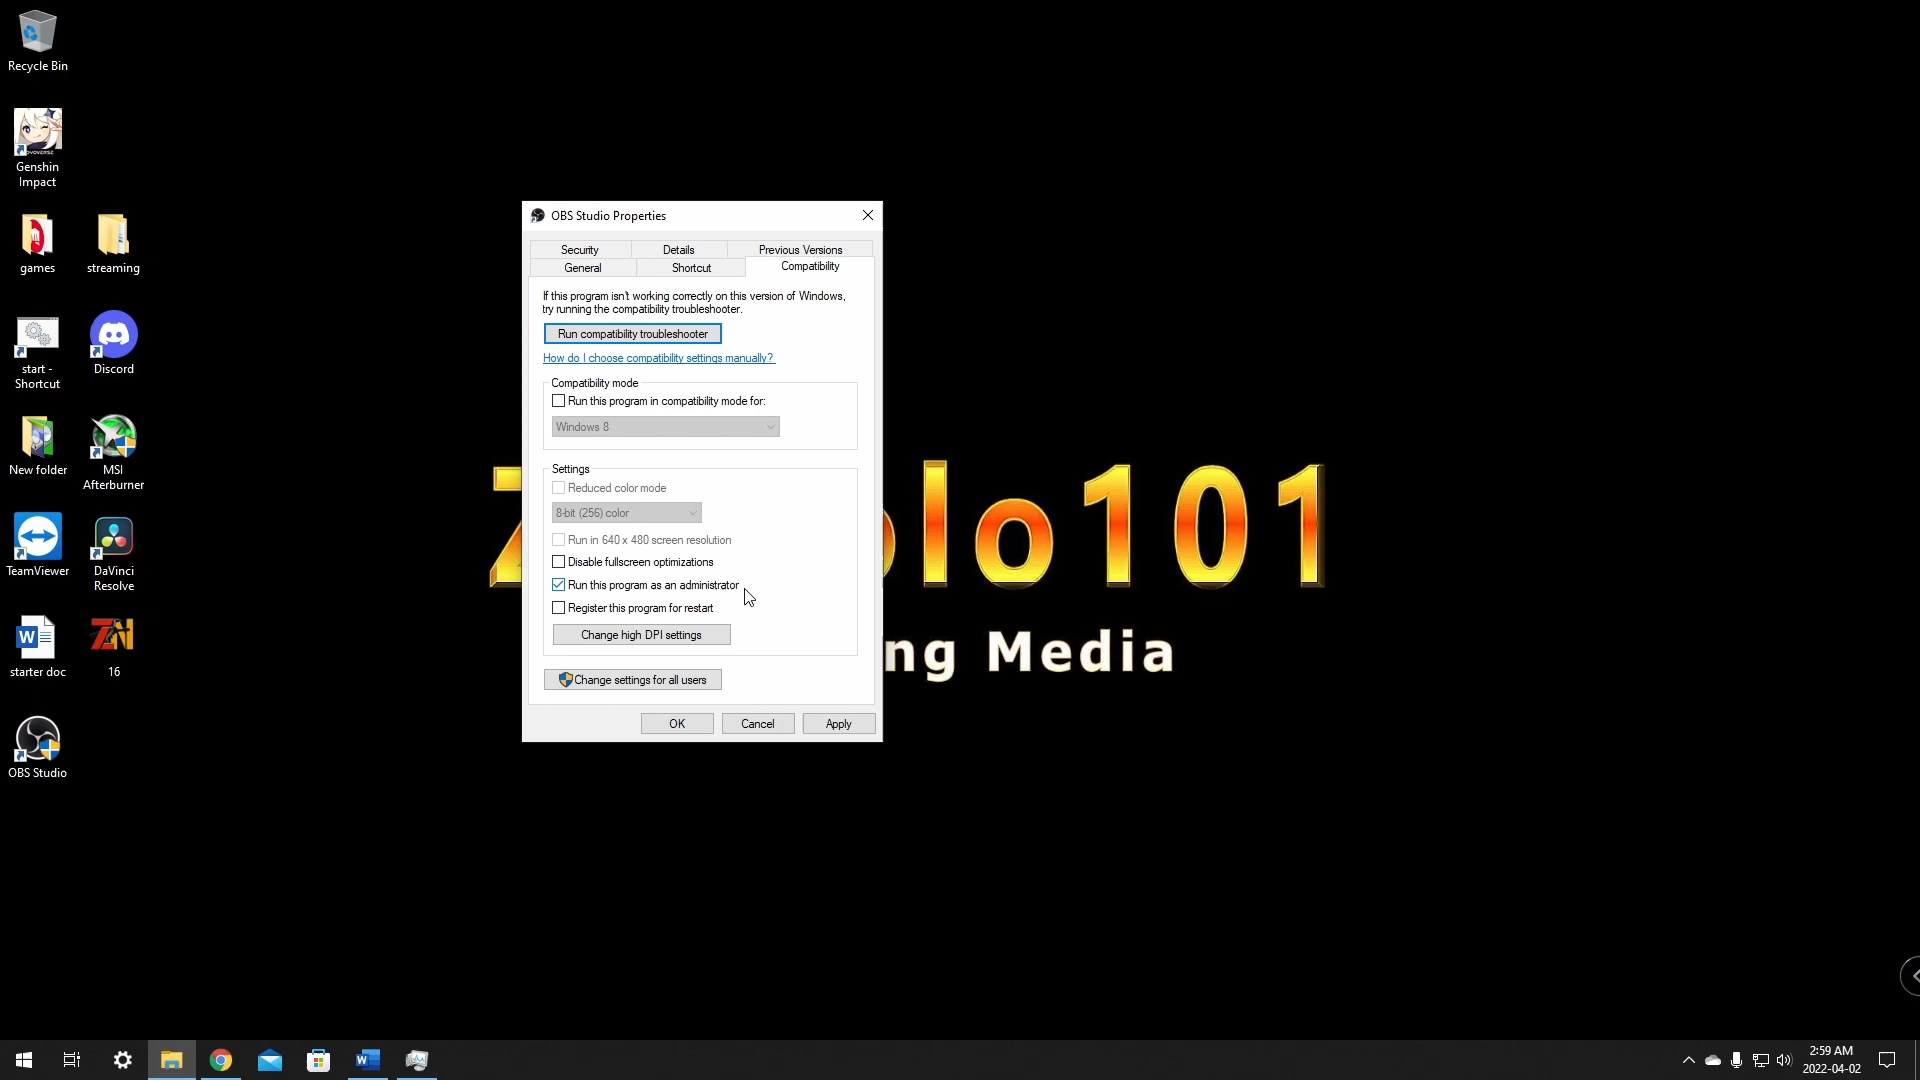 Recycle Bin
Genshin
Impact
games
streaming
start -
Shortcut
Discord
New folder
MSI
Afterburner
TeamViewer
DaVinci
Resolve
starter doc
16
OBS Studio
OBS Studio Properties
Security
Details
Previous Versions
General
Shortcut
Compatibility
If this program isn't working correctly on this version of Windows,
try running the compatibility troubleshooter.
Run compatibility troubleshooter
How do I choose compatibility settings manually?
Compatibility mode
Run this program in compatibility mode for:
Windows 8
Settings
Reduced color mode
8-bit (256) color
Run in 640 x 480 screen resolution
Disable fullscreen optimizations
Run this program as an administrator
Register this program for restart
Change high DPI settings
Change settings for all users
OK
Cancel
Apply
lo101
ng Media
2:59 AM
2022-04-02